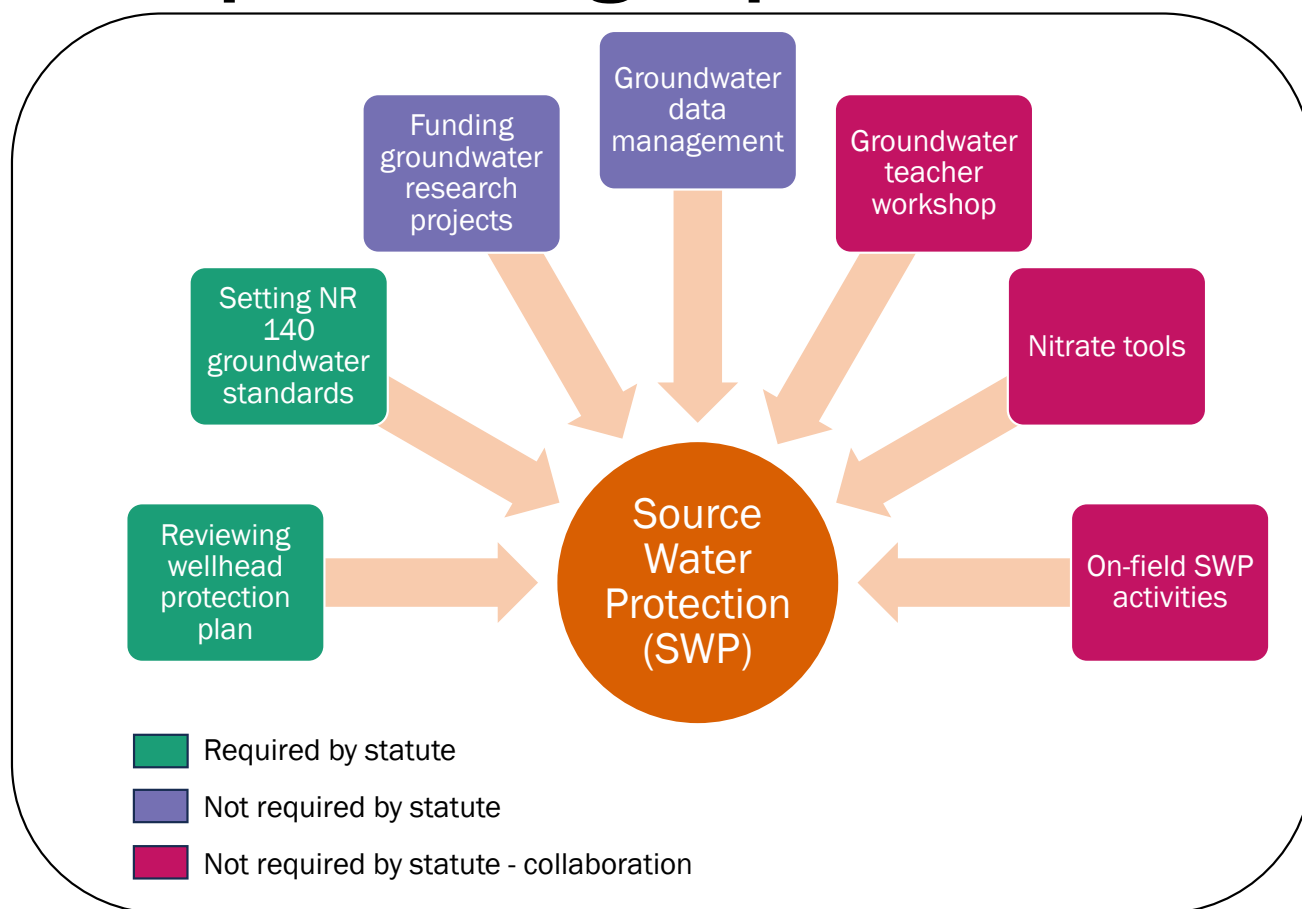 Groundwater
data
management
Funding
groundwater
research
projects
Groundwater
teacher
workshop
Setting NR
140
groundwater
standards
Nitrate tools
Reviewing
wellhead
protection
plan
Source
Water
Protection
(SWP)
On-field SWP
activities
Required by statute
Not required by statute
Not required by statute - collaboration